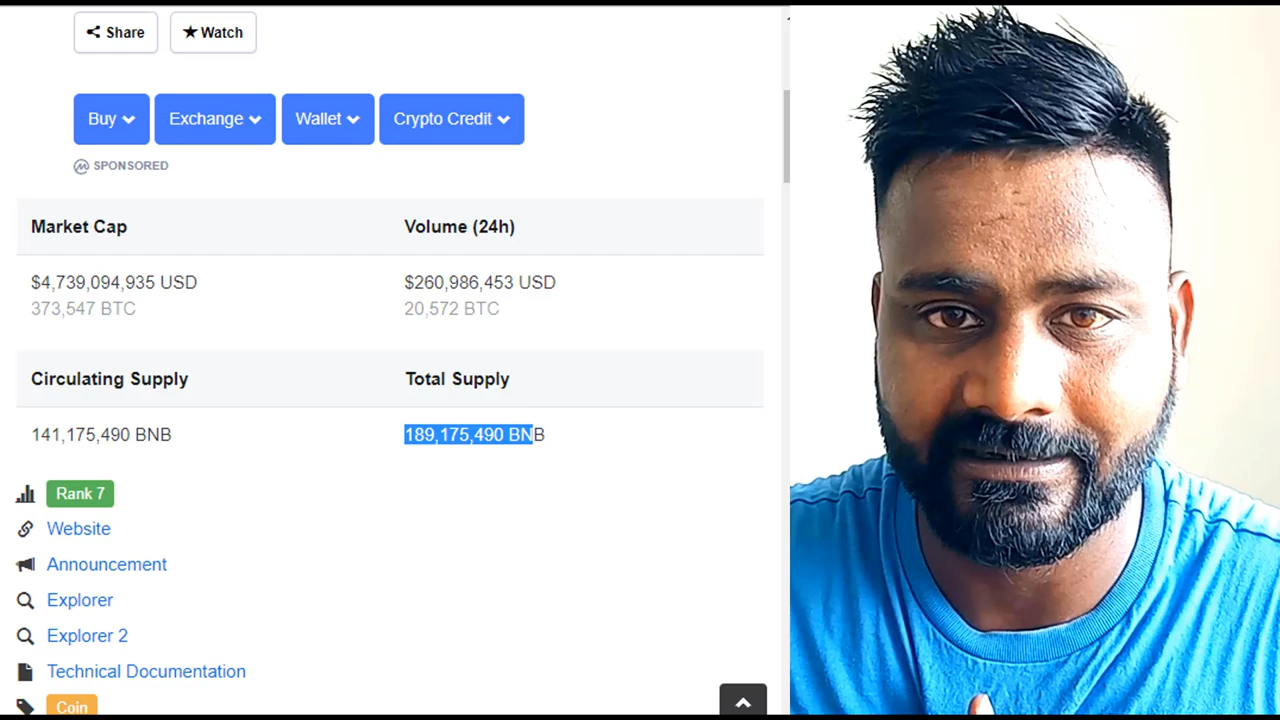 Share Watch
Buy Exchange Wallet Crypto Credit
SPONSORED
Market Cap Volume (24h)
$4,739,094,935 USD $260,986,453 USD
373,547 BTC 20,572 BTC
Circulating Supply Total Supply
141,175,490 BNB 189,175,490 BNB
Rank 7
Website
Announcement
Explorer
Explorer 2
Technical Documentation
Coin